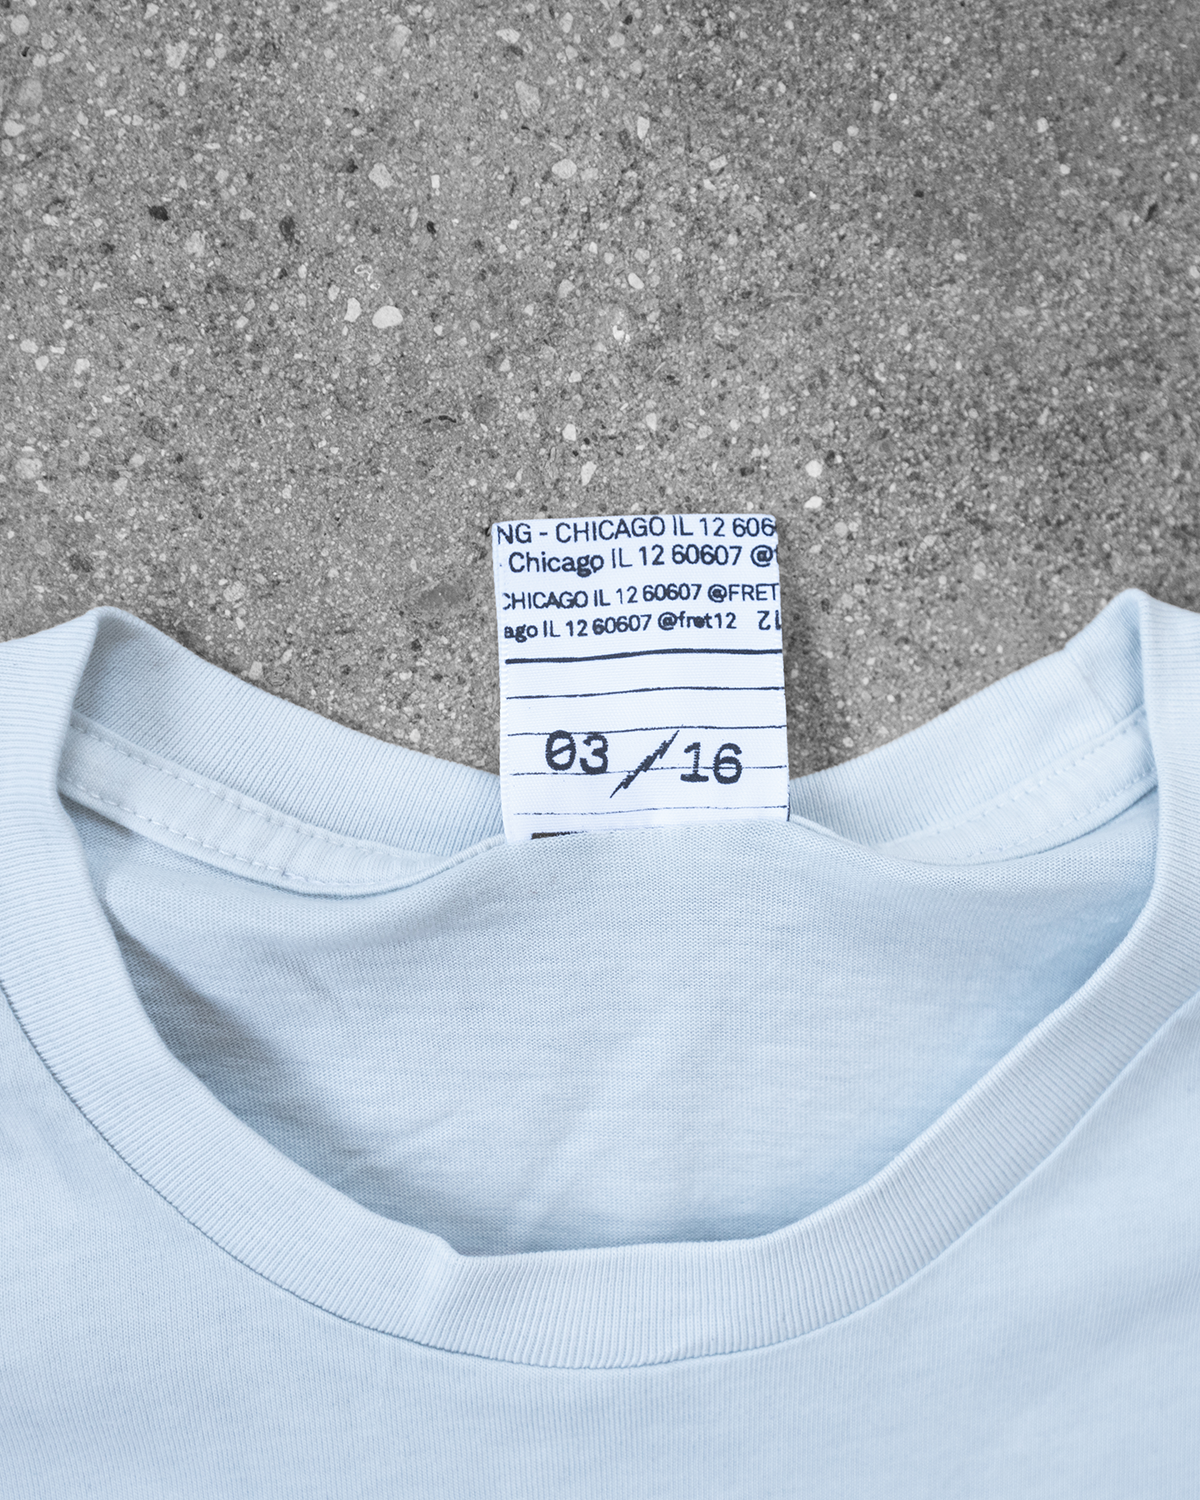 NG - CHICAGO IL 12 606
Chicago IL 12 60607 @
CHICAGO IL 12 60607 @FRET
ago IL 12 60607 @fret12
03 / 16